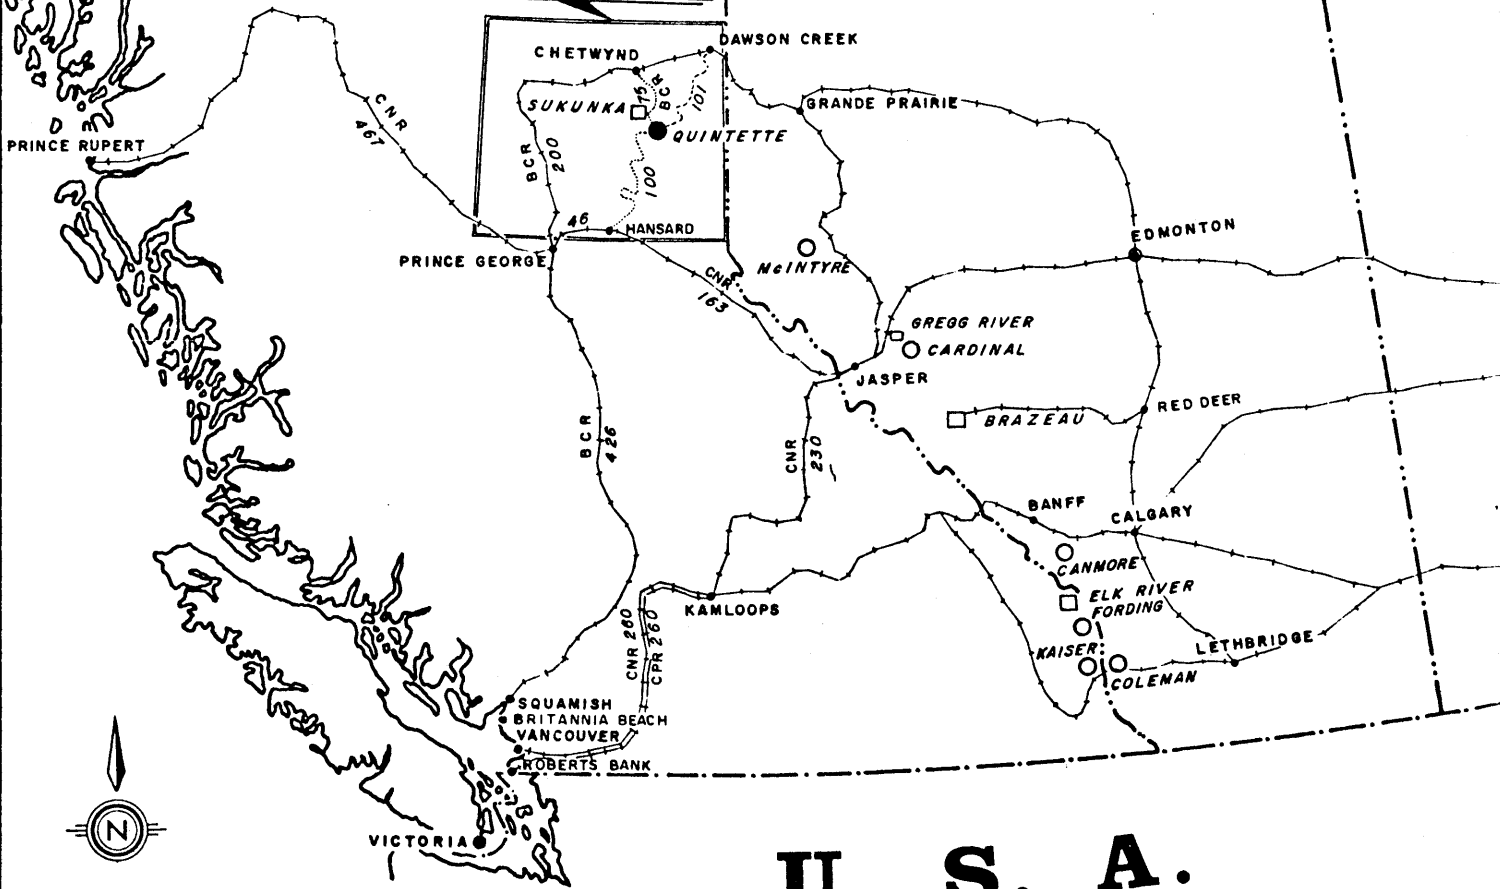 DAWSON CREEK
CHETWYND
BCR
75
101
SUKUNKA
QUINTETTE
GRANDE PRAIRIE
CNR
467
PRINCE RUPERT
BCR
200
100
46
HANSARD
PRINCE GEORGE
EDMONTON
McINTYRE
CNR
163
GREGG RIVER
CARDINAL
JASPER
BRAZEAU
RED DEER
BCR
426
CNR
230
BANFF
CALGARY
CANMORE
ELK RIVER
FORDING
KAMLOOPS
CNR 260
CPR 260
KAISER
LETHBRIDGE
COLEMAN
SQUAMISH
BRITANNIA BEACH
VANCOUVER
ROBERTS BANK
N
VICTORIA
U. S. A.